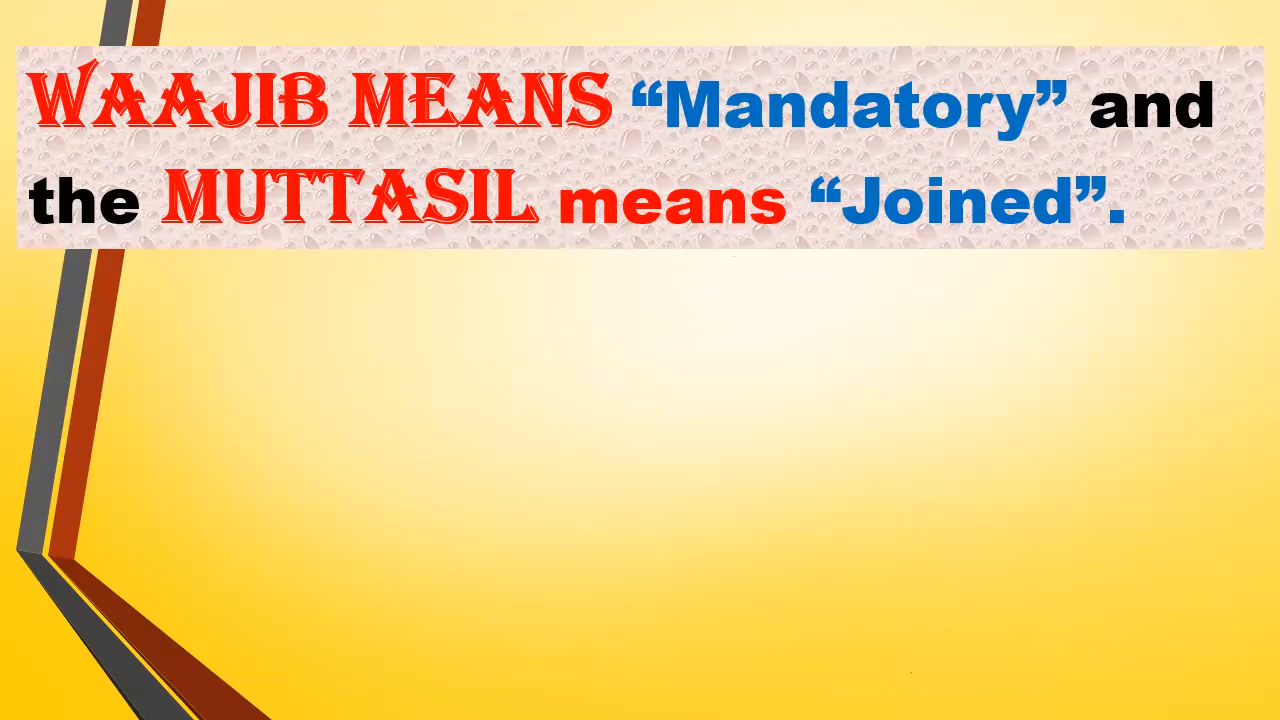 WAAJIB MEANS “Mandatory” and
the MUTTASIL means “Joined”.